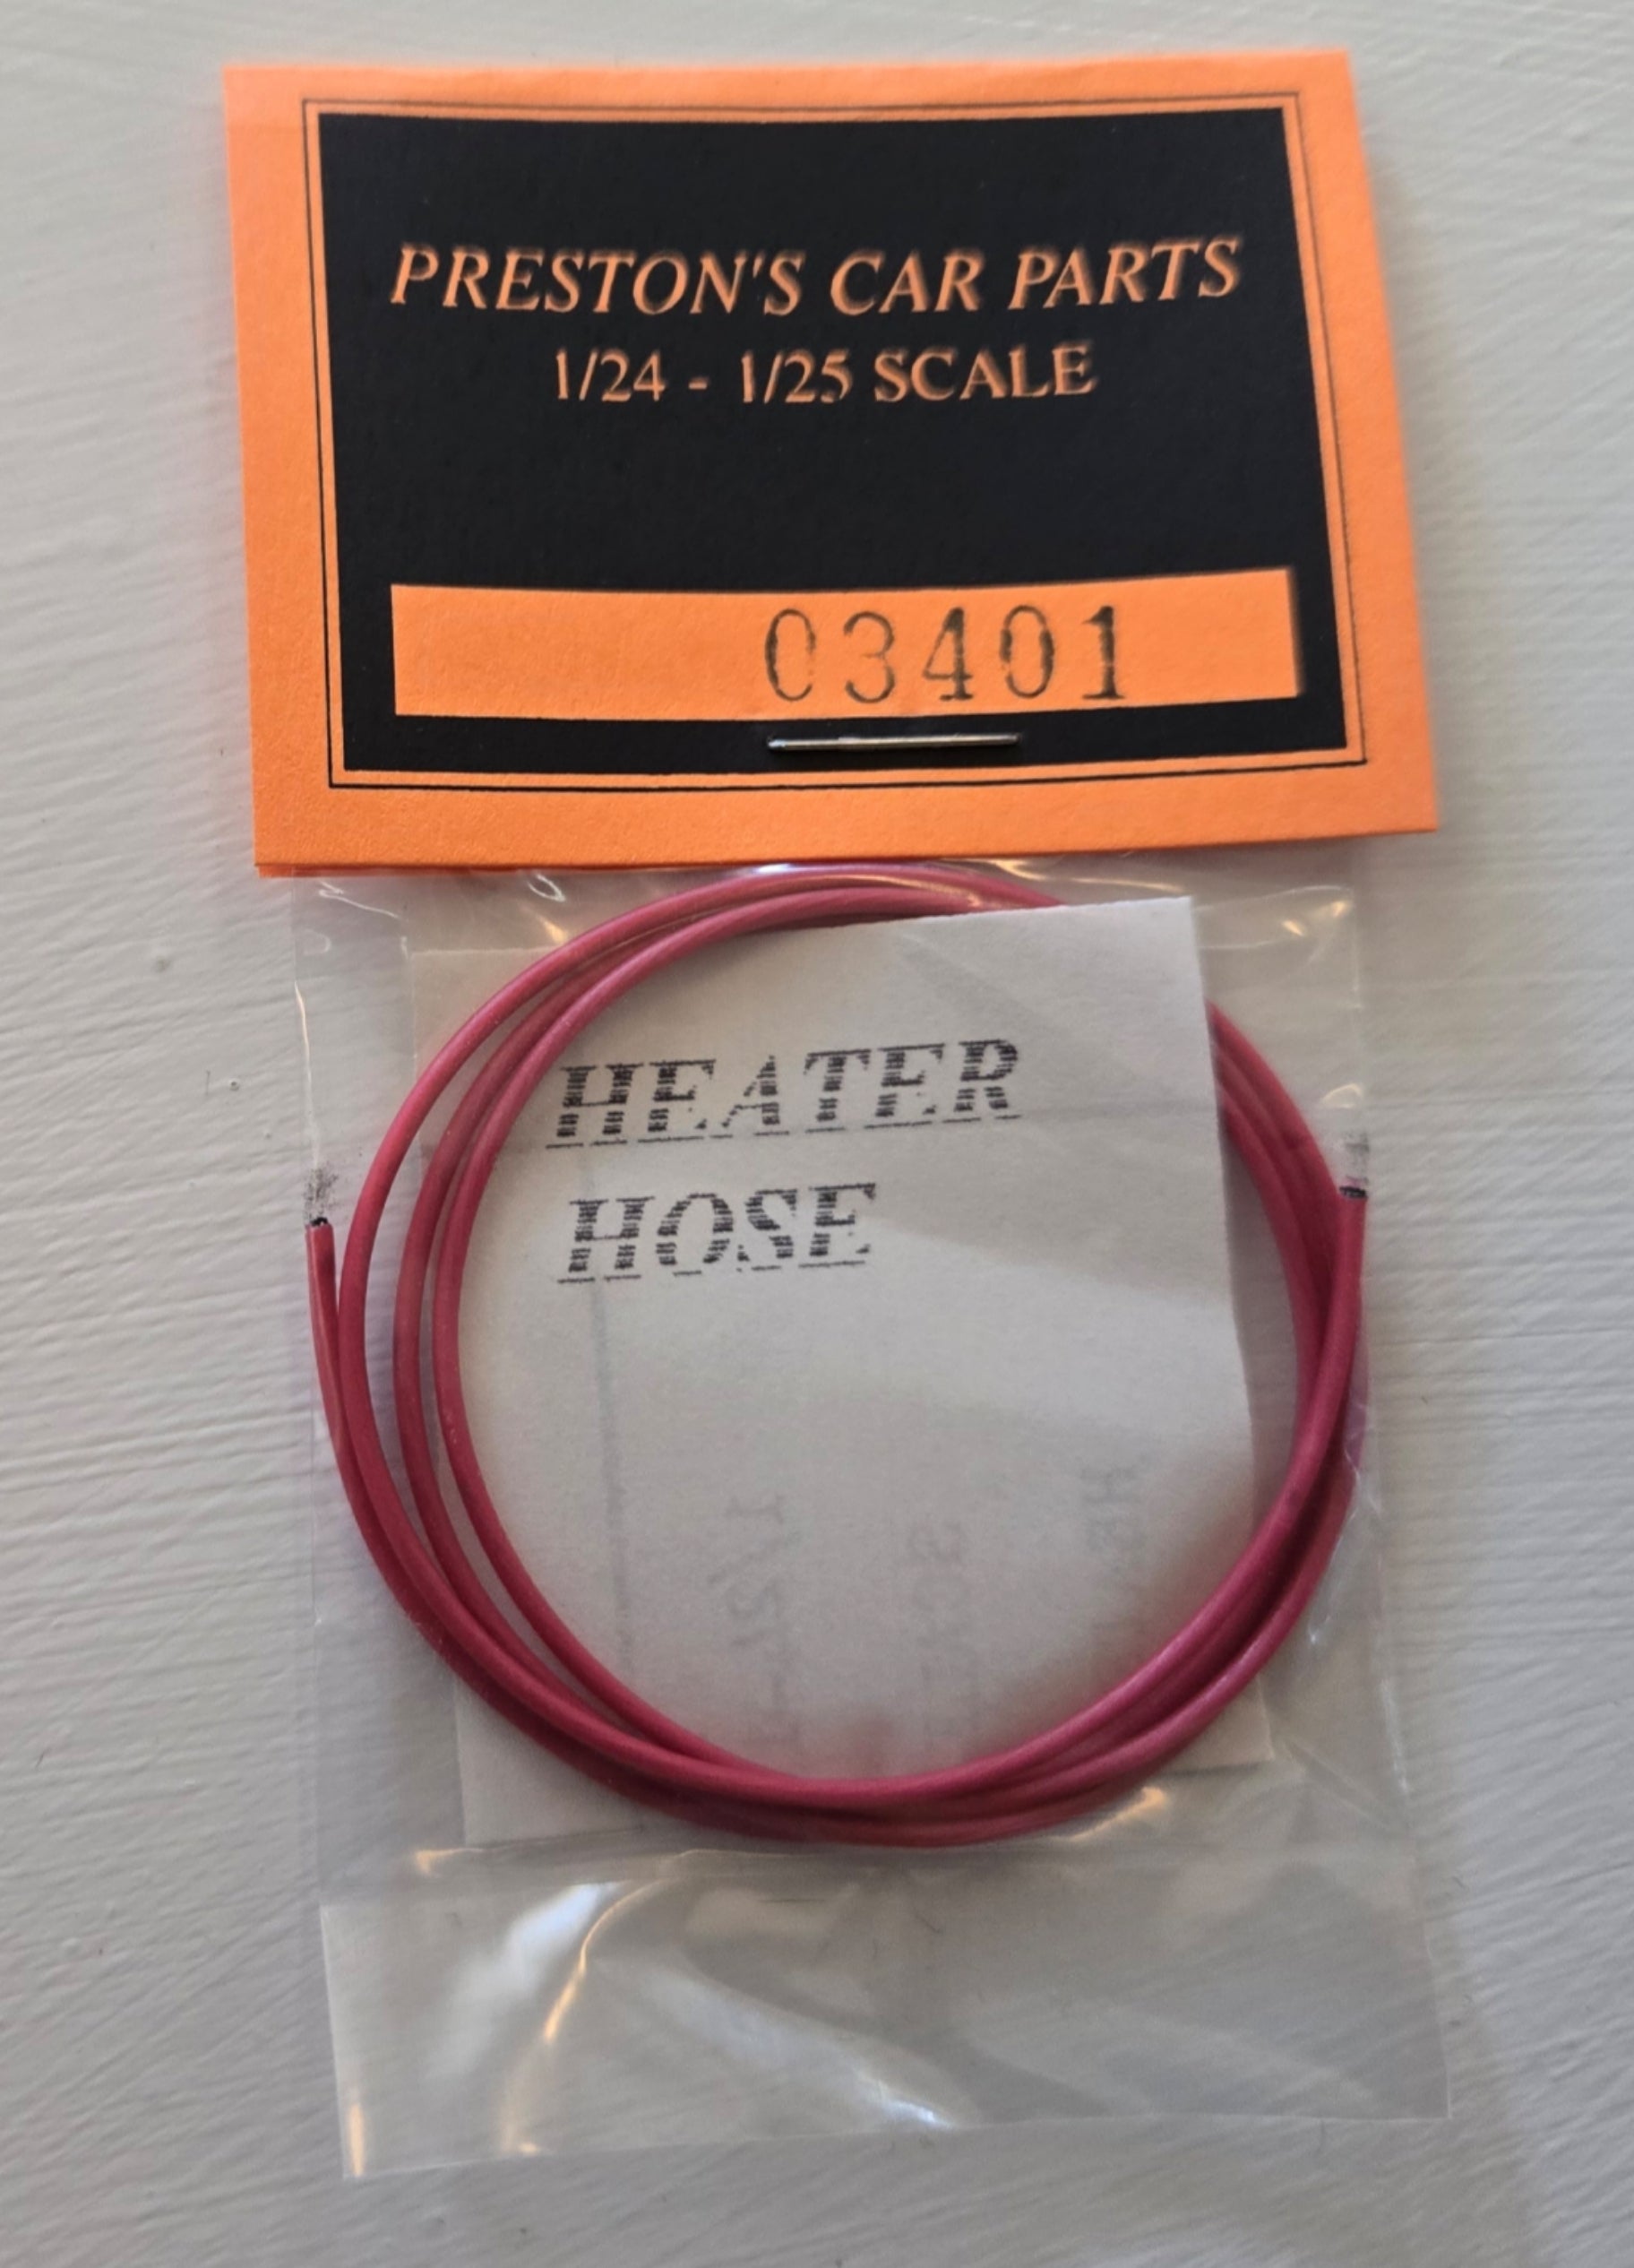 PRESTON'S CAR PARTS
1/24 - 1/25 SCALE
03401
HEATER
HOSE